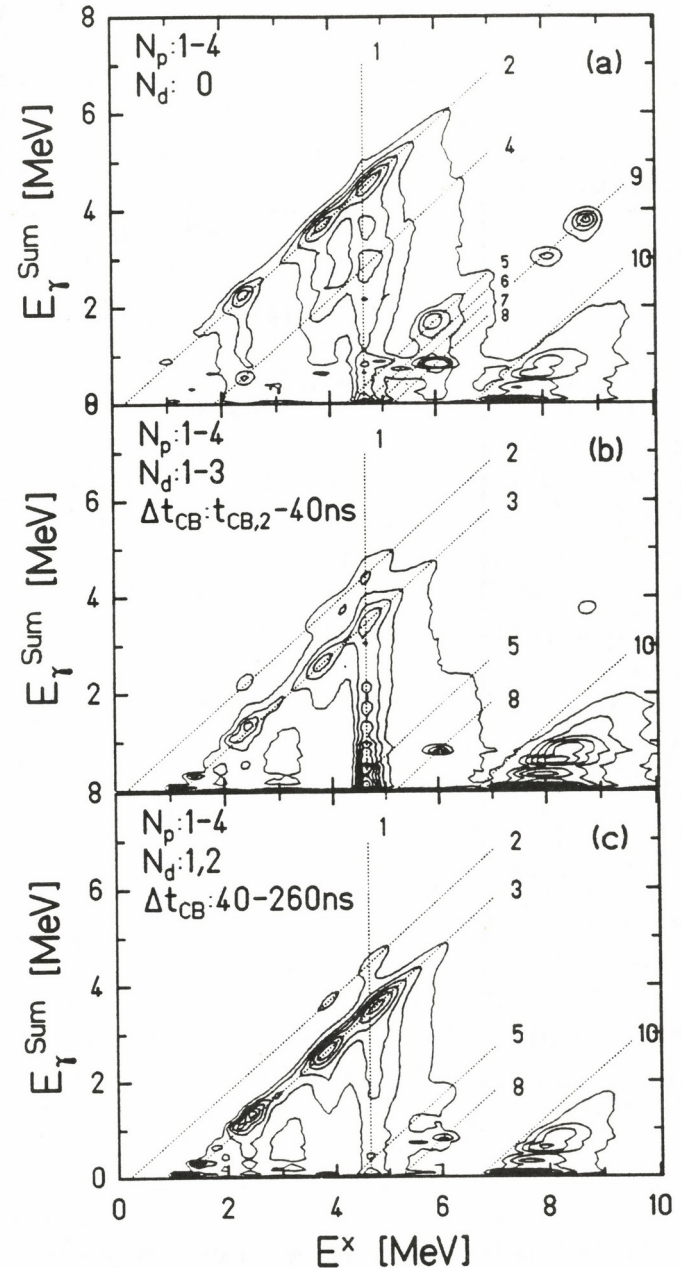 8
6
4
2
8
E_γ^Sum [MeV]
N_p:1-4
N_d: 0
(a)
1
2
4
9
10
5
6
7
8
6
4
2
8
E_γ^Sum [MeV]
N_p:1-4
N_d:1-3
Δt_CB:t_CB,2-40ns
(b)
1
2
3
5
8
10
6
4
2
0
E_γ^Sum [MeV]
N_p:1-4
N_d:1,2
Δt_CB:40-260ns
(c)
1
2
3
5
8
10
0 2 4 6 8 10
E^x [MeV]